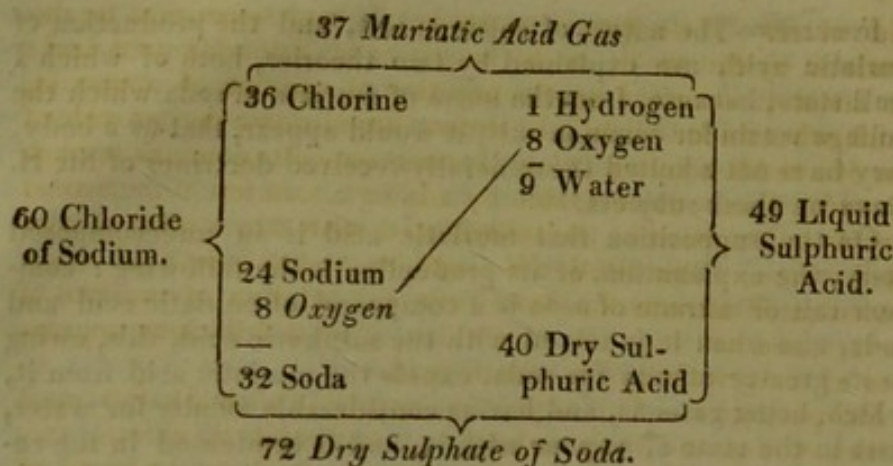 37 Muriatic Acid Gas
36 Chlorine
1 Hydrogen
8 Oxygen
9 Water
60 Chloride
of Sodium.
49 Liquid
Sulphuric
Acid.
24 Sodium
8 Oxygen
32 Soda
40 Dry Sul-
phuric Acid
72 Dry Sulphate of Soda.